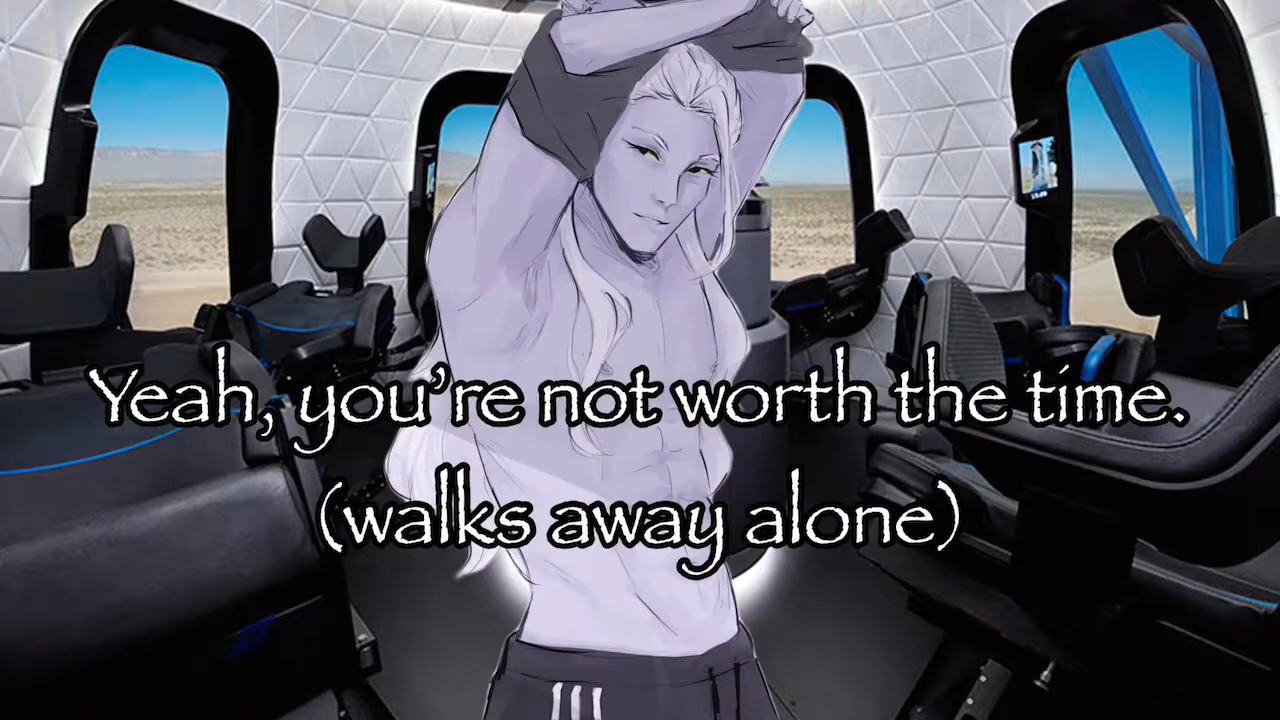 Yeah, you’re not worth the time.
(walks away alone)